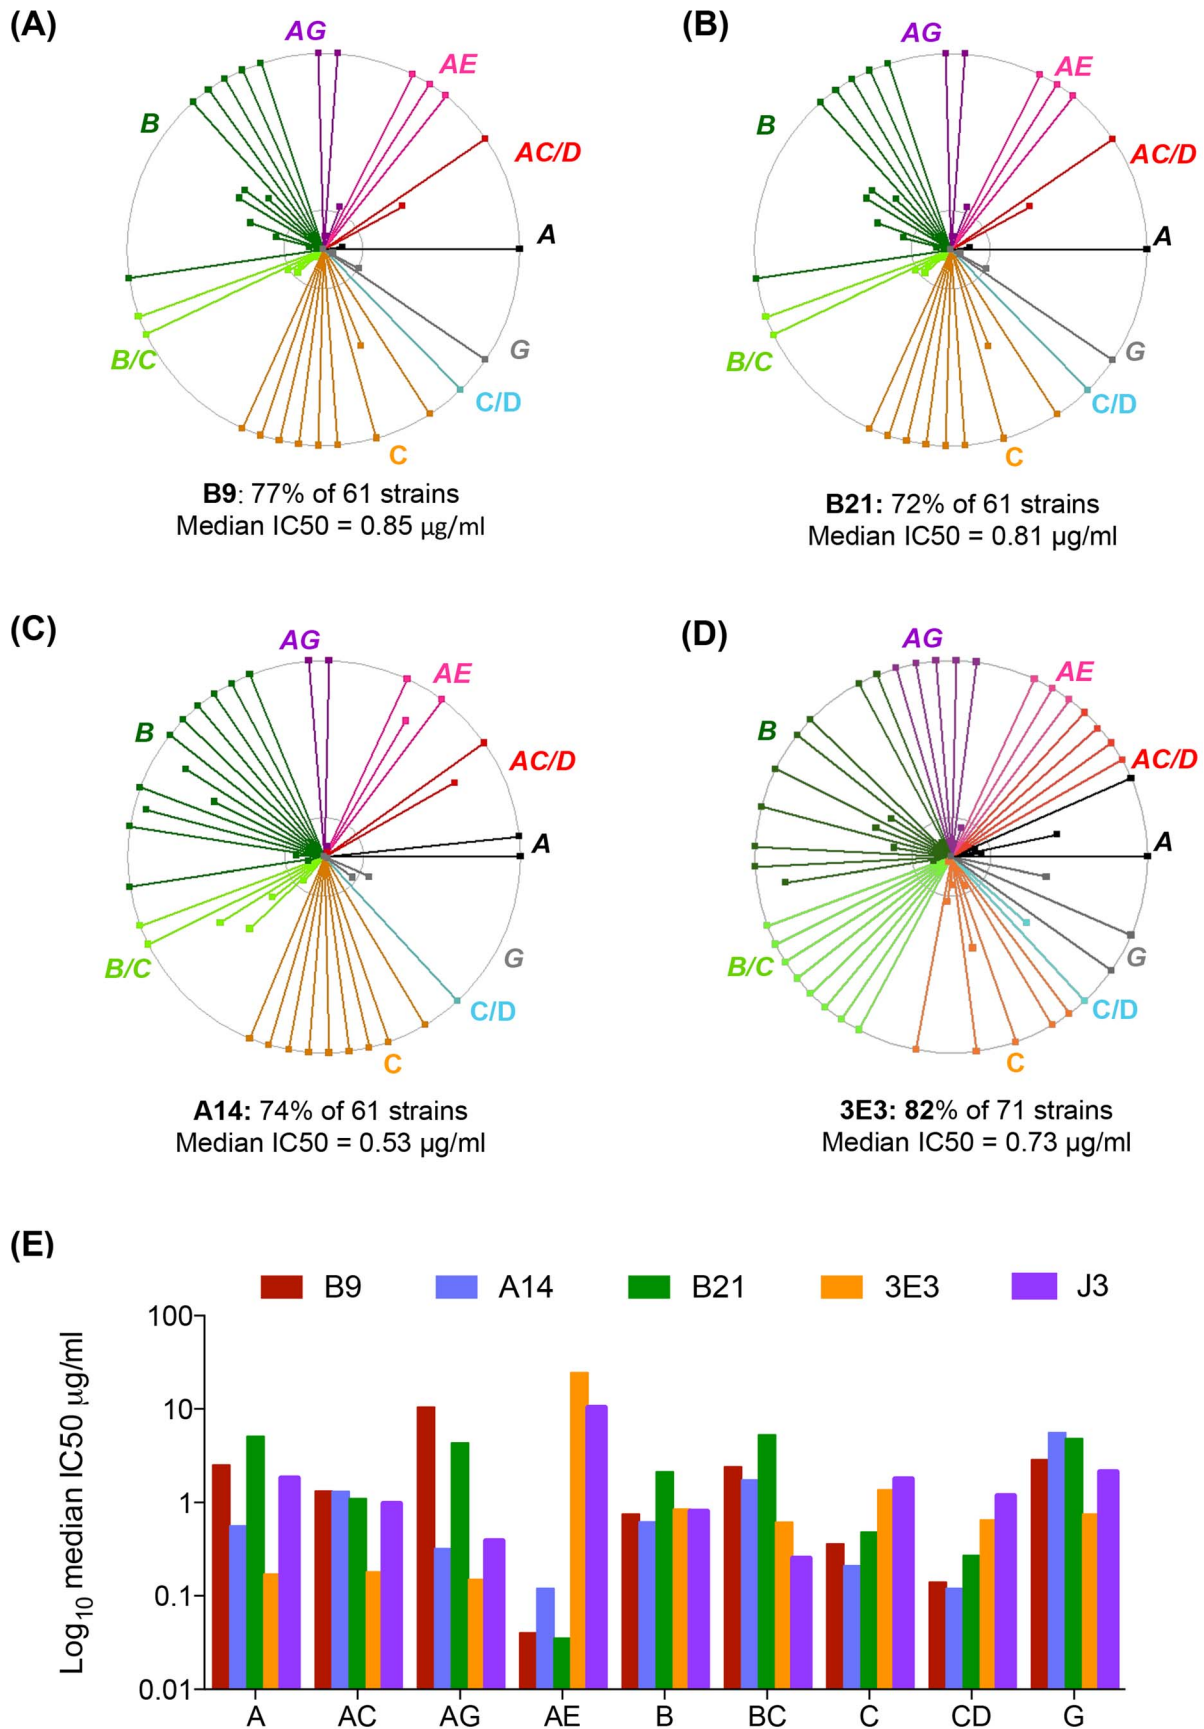 (A)
AG
AE
B
AC/D
A
B/C
G
C/D
C
B9: 77% of 61 strains
Median IC50 = 0.85 µg/ml
(B)
AG
AE
B
AC/D
A
B/C
G
C/D
C
B21: 72% of 61 strains
Median IC50 = 0.81 µg/ml
(C)
AG
AE
B
AC/D
A
B/C
G
C/D
C
A14: 74% of 61 strains
Median IC50 = 0.53 µg/ml
(D)
AG
AE
B
AC/D
A
B/C
G
C/D
C
3E3: 82% of 71 strains
Median IC50 = 0.73 µg/ml
(E)
B9 A14 B21 3E3 J3
Log10 median IC50 µg/ml
100
10
1
0.1
0.01
A AC AG AE B BC C CD G